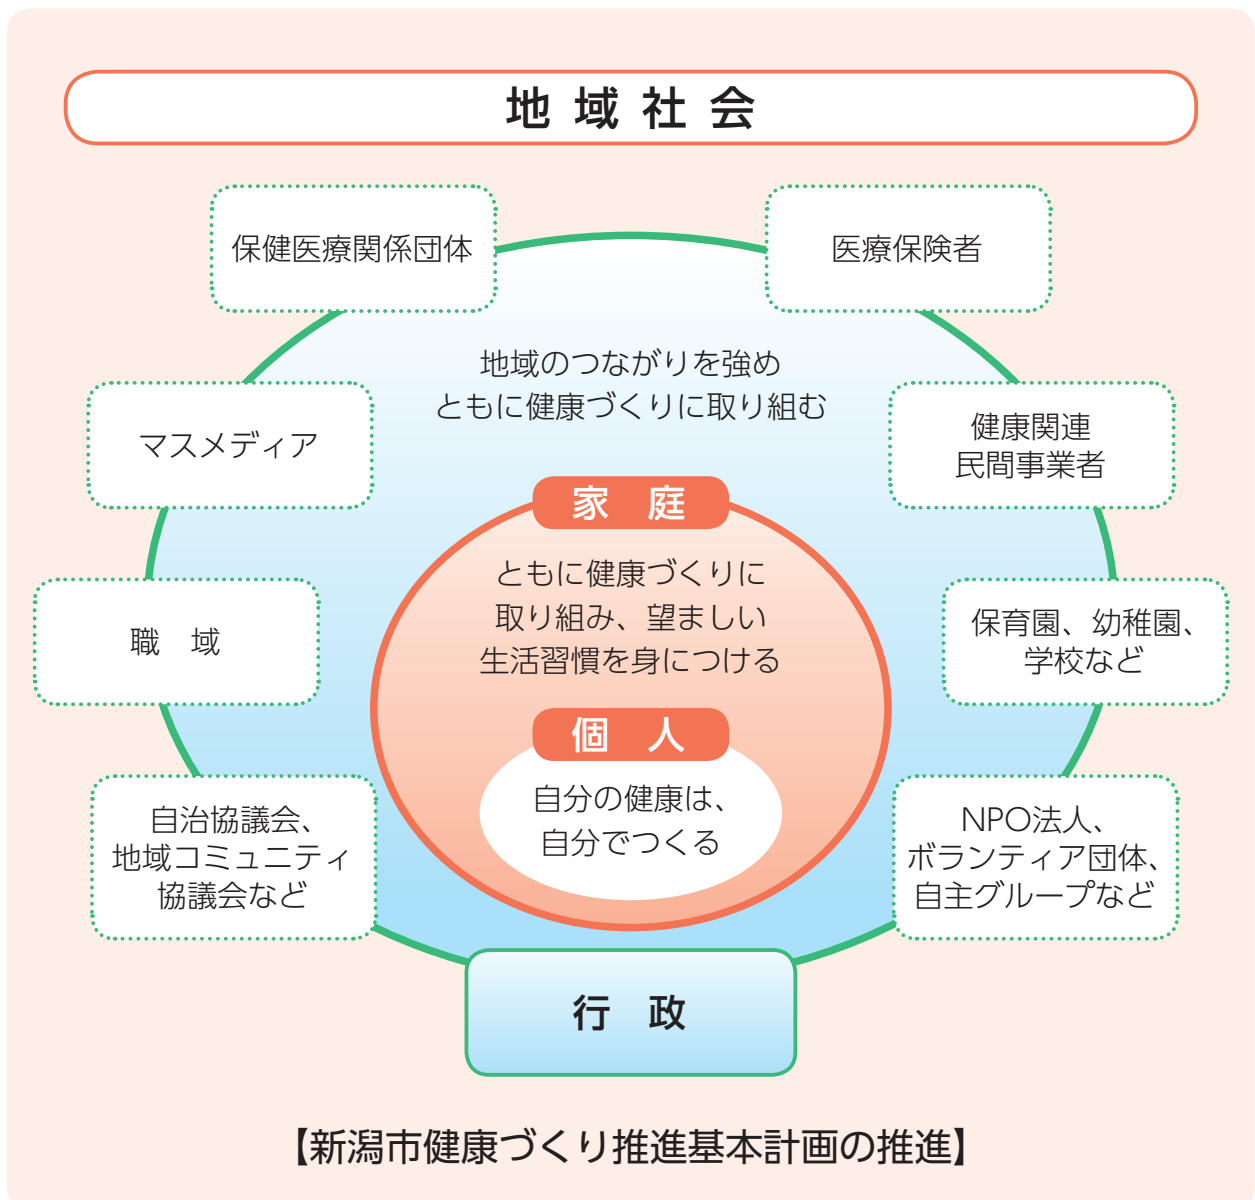 地域社会
保健医療関係団体
医療保険者
地域のつながりを強め
ともに健康づくりに取り組む
マスメディア
健康関連
民間事業者
家　庭
ともに健康づくりに
取り組み、望ましい
生活習慣を身につける
職　域
保育園、幼稚園、
学校など
個　人
自分の健康は、
自分でつくる
自治協議会、
地域コミュニティ
協議会など
NPO法人、
ボランティア団体、
自主グループなど
行　政
【新潟市健康づくり推進基本計画の推進】